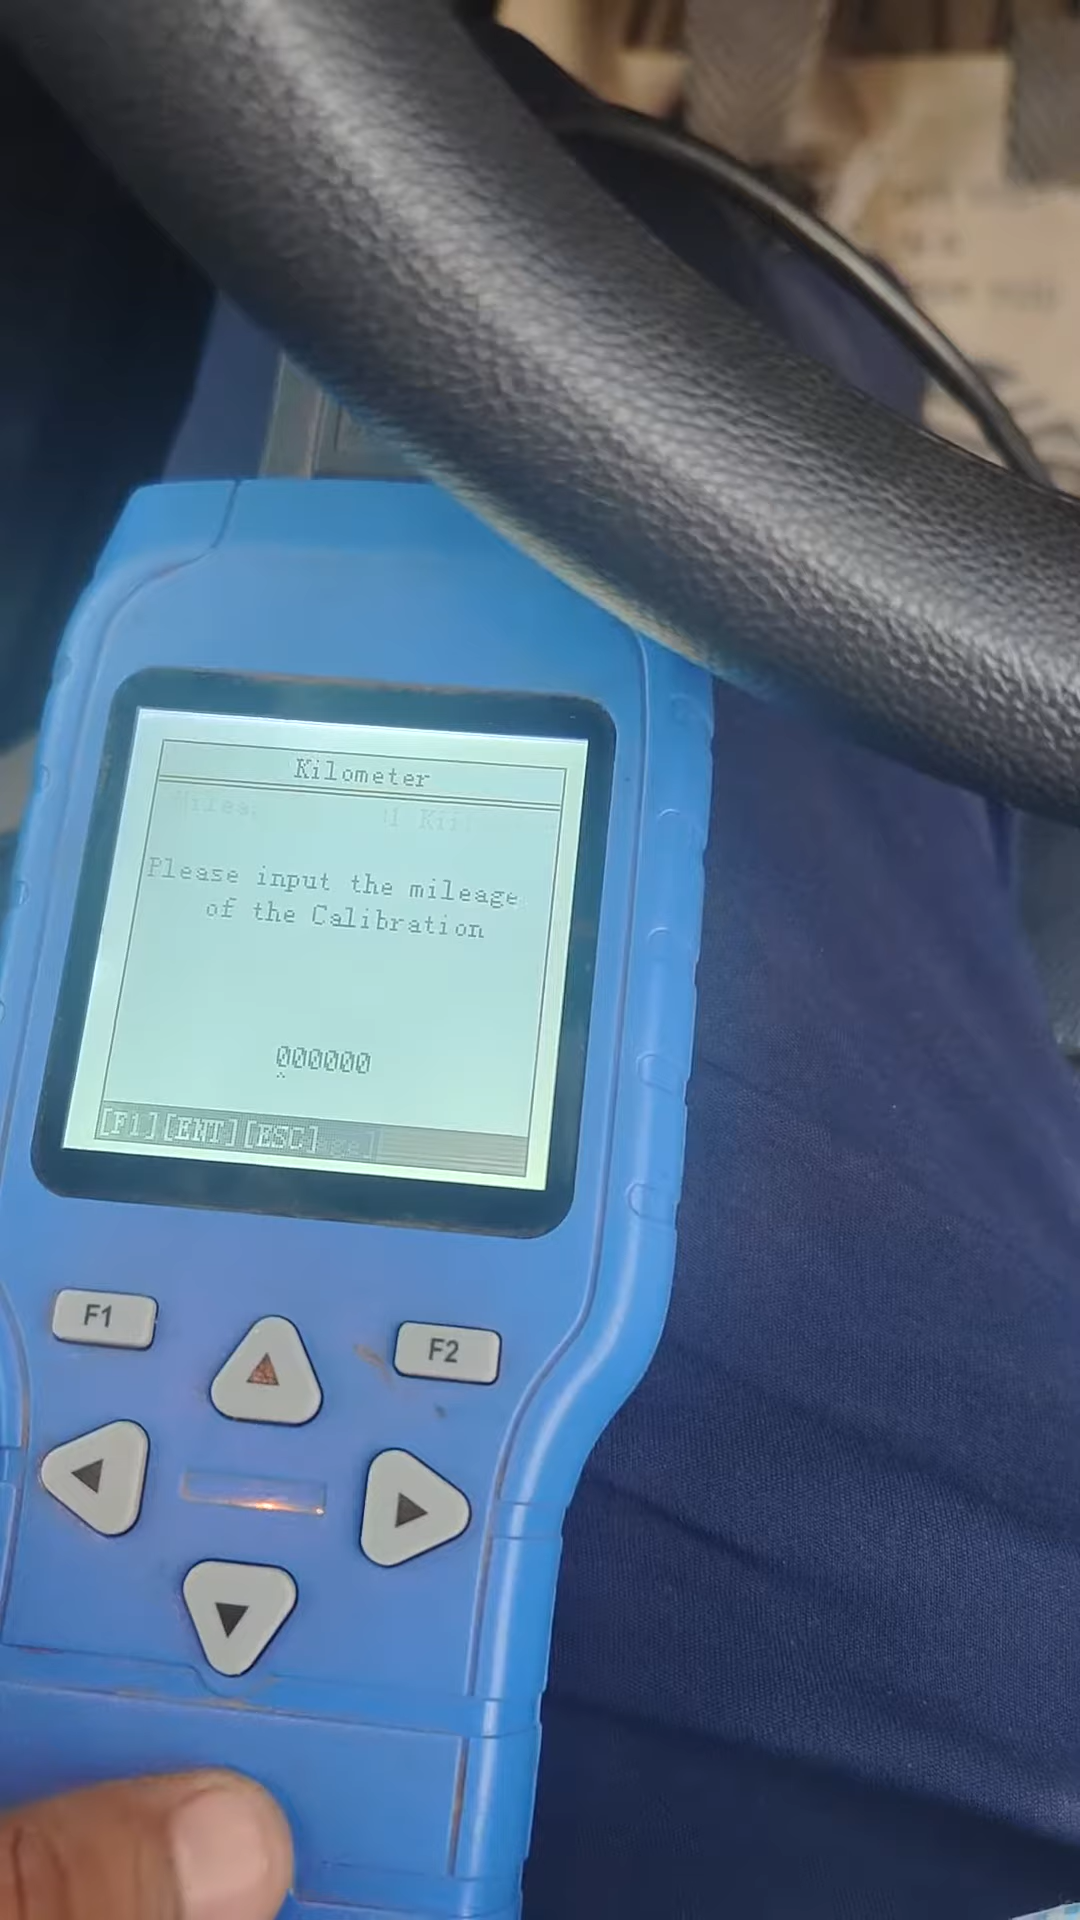 Kilometer
Please input the mileage
of the Calibration
000000
[F1][ENT][ESC]
F1
F2